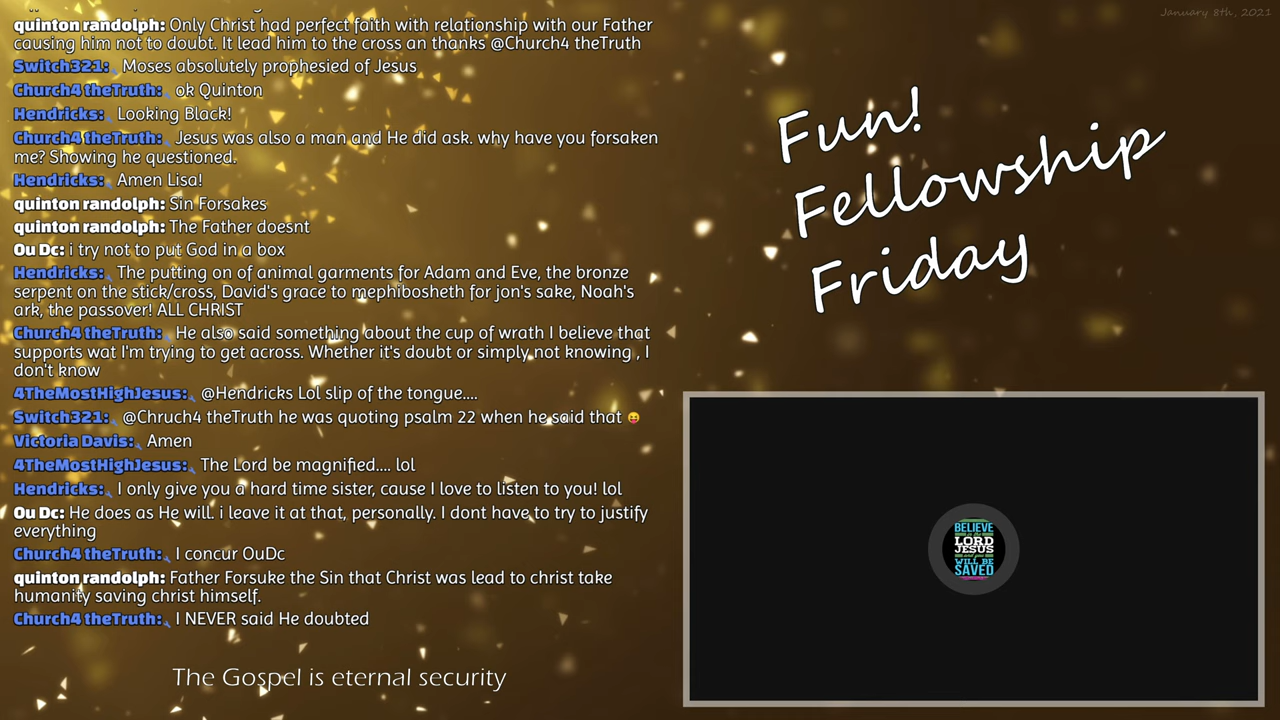 January 8th, 2021
quinton randolph: Only Christ had perfect faith with relationship with our Father
causing him not to doubt. It lead him to the cross an thanks @Church4 theTruth
Switch321: Moses absolutely prophesied of Jesus
Church4 theTruth: ok Quinton
Hendricks: Looking Black!
Church4 theTruth: Jesus was also a man and He did ask. why have you forsaken
me? Showing he questioned.
Hendricks: Amen Lisa!
quinton randolph: Sin Forsakes
quinton randolph: The Father doesnt
Ou Dc: i try not to put God in a box
Hendricks: The putting on of animal garments for Adam and Eve, the bronze
serpent on the stick/cross, David's grace to mephibosheth for jon's sake, Noah's
ark, the passover! ALL CHRIST
Church4 theTruth: He also said something about the cup of wrath I believe that
supports wat I'm trying to get across. Whether it's doubt or simply not knowing , I
don't know
4TheMostHighJesus: @Hendricks Lol slip of the tongue....
Switch321: @Chruch4 theTruth he was quoting psalm 22 when he said that 😝
Victoria Davis: Amen
4TheMostHighJesus: The Lord be magnified.... lol
Hendricks: I only give you a hard time sister, cause I love to listen to you! lol
Ou Dc: He does as He will. i leave it at that, personally. I dont have to try to justify
everything
Church4 theTruth: I concur OuDc
quinton randolph: Father Forsuke the Sin that Christ was lead to christ take
humanity saving christ himself.
Church4 theTruth: I NEVER said He doubted
The Gospel is eternal security
Fun!
Fellowship
Friday
BELIEVE
LORD
JESUS
WILL BE
SAVED